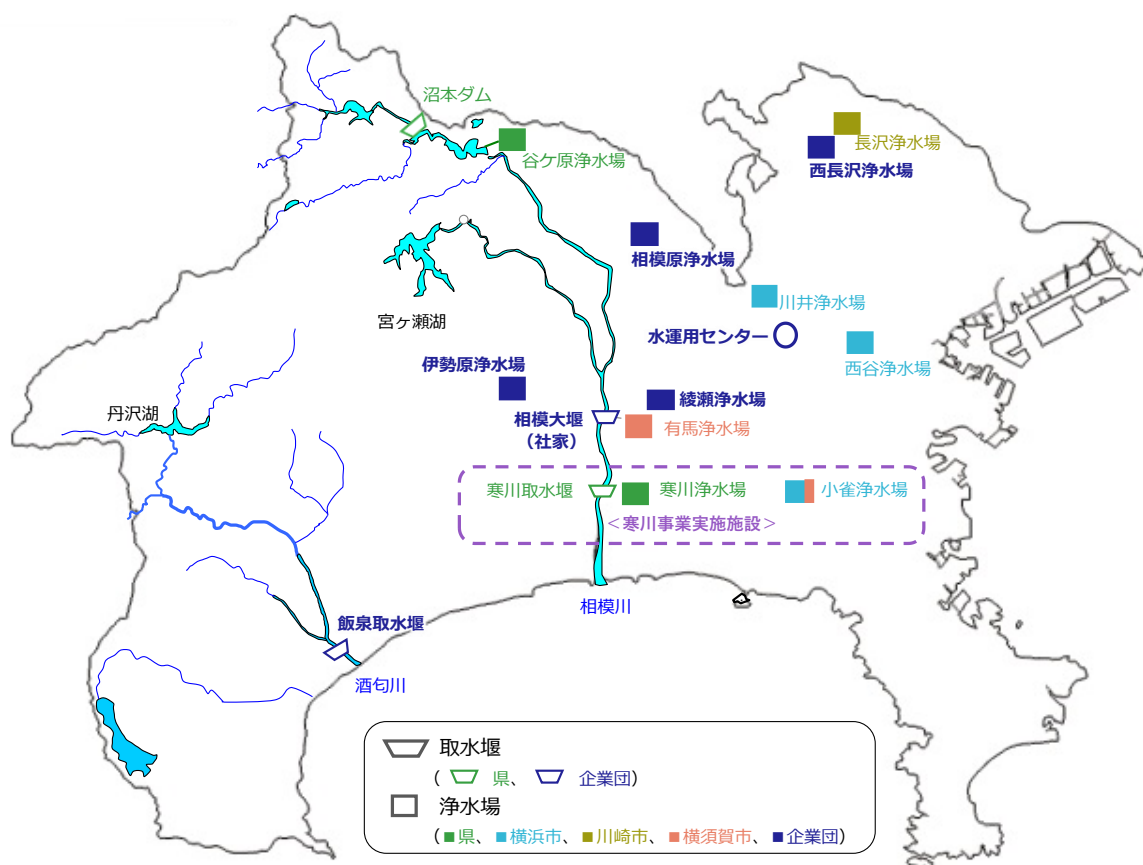 沼本ダム
谷ケ原浄水場
長沢浄水場
西長沢浄水場
相模原浄水場
川井浄水場
宮ヶ瀬湖
水運用センター
西谷浄水場
伊勢原浄水場
丹沢湖
綾瀬浄水場
相模大堰
(社家)
有馬浄水場
寒川取水堰
寒川浄水場
小雀浄水場
＜寒川事業実施施設＞
相模川
飯泉取水堰
酒匂川
取水堰
( 県、 企業団)
浄水場
(■県、■横浜市、■川崎市、■横須賀市、■企業団)